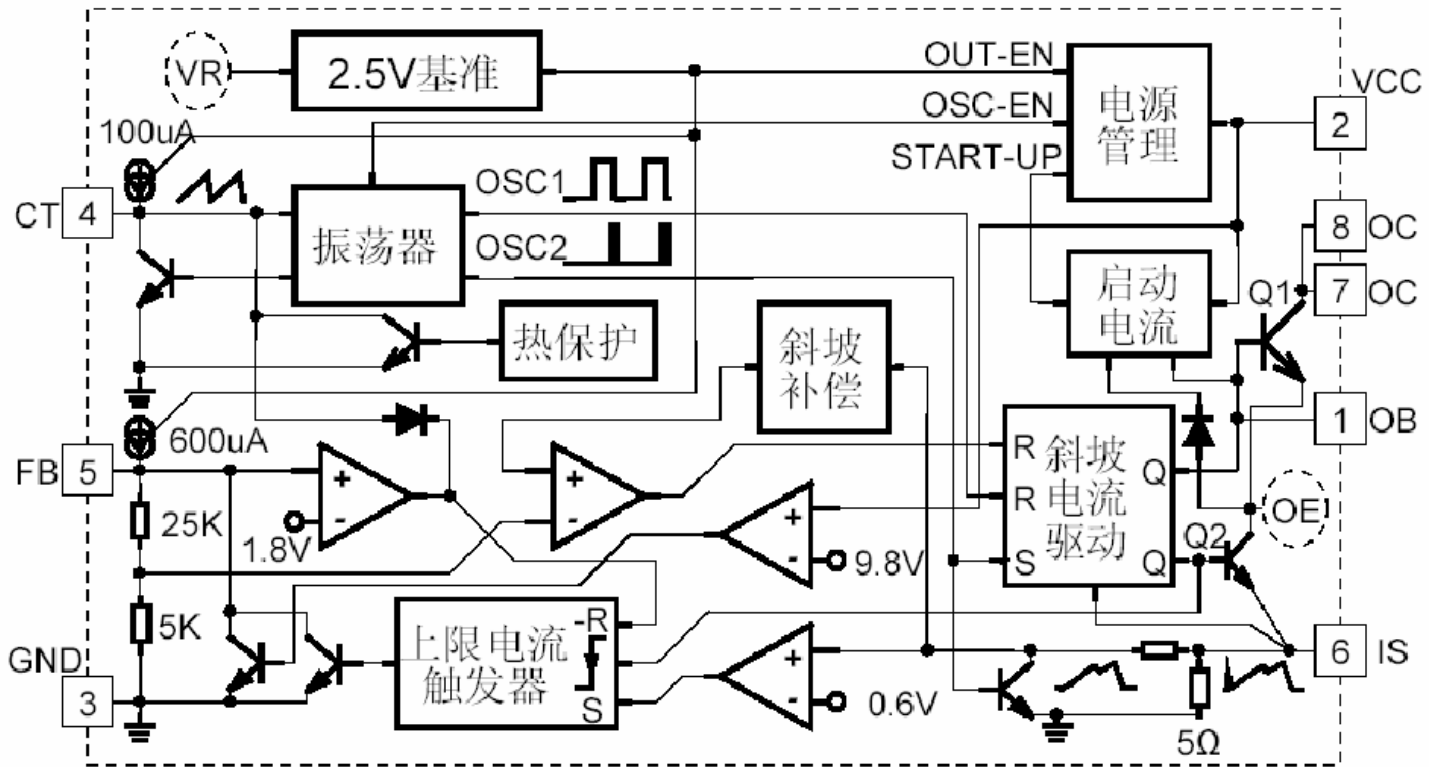 VR
2.5V基准
OUT-EN
OSC-EN
START-UP
电源
管理
VCC
2
100uA
CT
4
OSC1
OSC2
振荡器
8
OC
7
OC
Q1
启动
电流
热保护
斜坡
补偿
1
OB
600uA
FB
5
25K
+
-
1.8V
+
-
+
-
9.8V
R
R
S
斜坡
电流
驱动
Q
Q
Q2
OE
5K
上限电流
触发器
-R
S
+
-
0.6V
6
IS
GND
3
5Ω